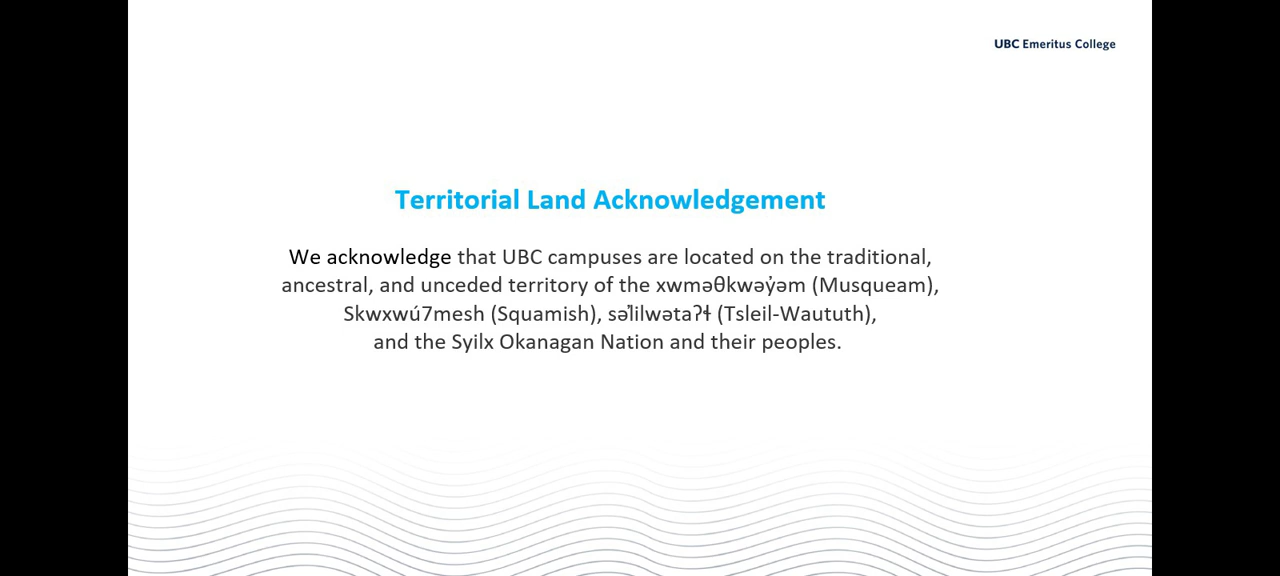 UBC Emeritus College
Territorial Land Acknowledgement
We acknowledge that UBC campuses are located on the traditional,
ancestral, and unceded territory of the xwməθkwəy̓əm (Musqueam),
Skwxwú7mesh (Squamish), səl̓ilwətaʔɬ (Tsleil-Waututh),
and the Syilx Okanagan Nation and their peoples.